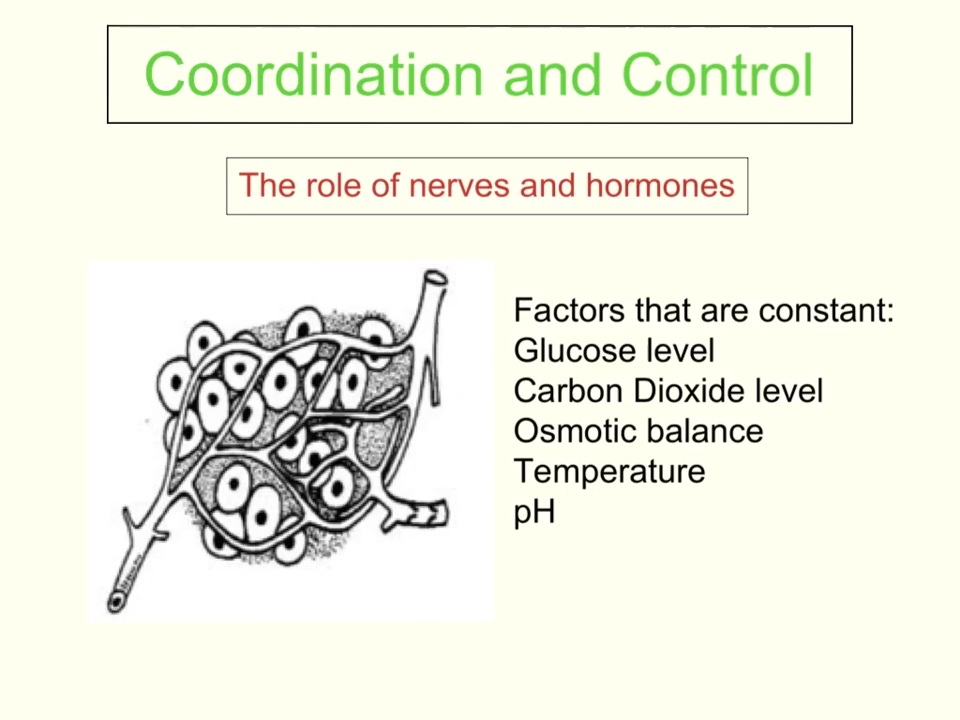 Coordination and Control
The role of nerves and hormones
Factors that are constant:
Glucose level
Carbon Dioxide level
Osmotic balance
Temperature
pH